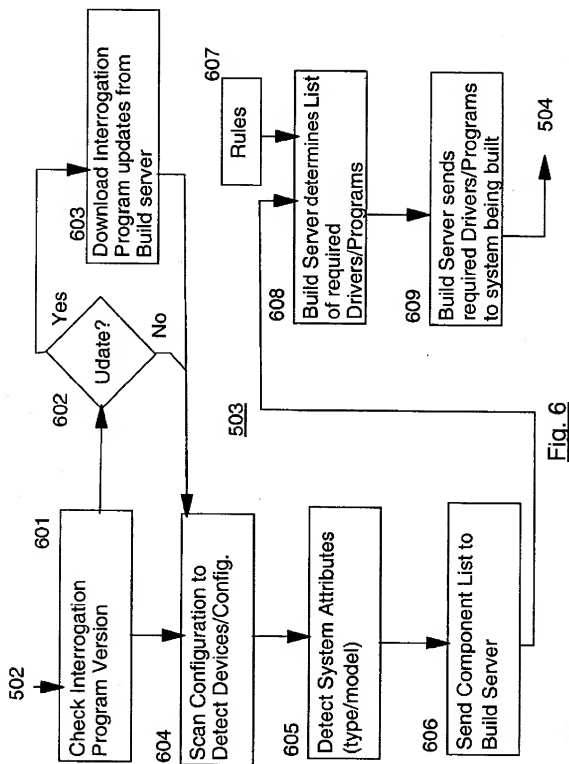 502
601
Check Interrogation
Program Version
602
Udate?
Yes
No
603
Download Interrogation
Program updates from
Build server
604
Scan Configuration to
Detect Devices/Config.
605
Detect System Attributes
(type/model)
606
Send Component List to
Build Server
503
607
Rules
608
Build Server determines List
of required
Drivers/Programs
609
Build Server sends
required Drivers/Programs
to system being built
504
Fig. 6